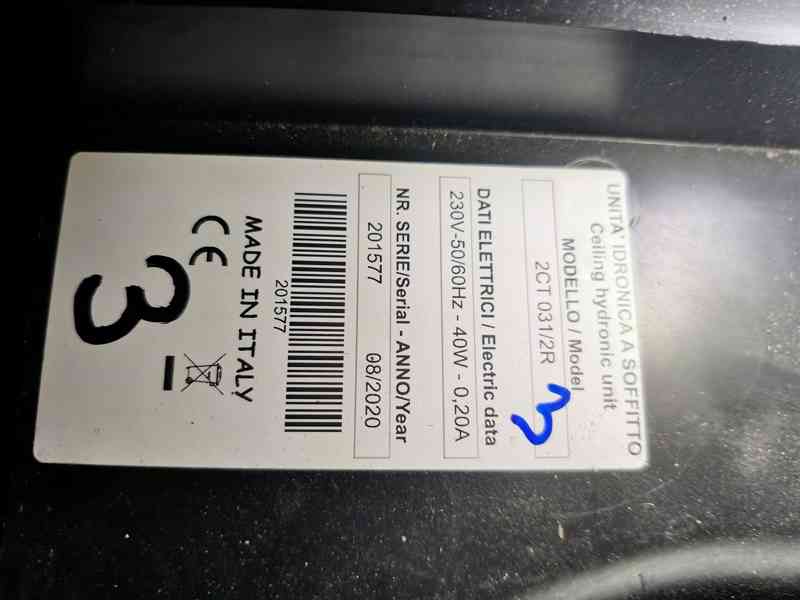 UNITA' IDRONICA A SOFFITTO
Ceiling hydronic unit
MODELLO / Model
2CT 031/2R
3
DATI ELETTRICI / Electric data
230V-50/60Hz - 40W - 0,20A
NR. SERIE/Serial - ANNO/Year
201577 08/2020
201577
MADE IN ITALY
CE
3